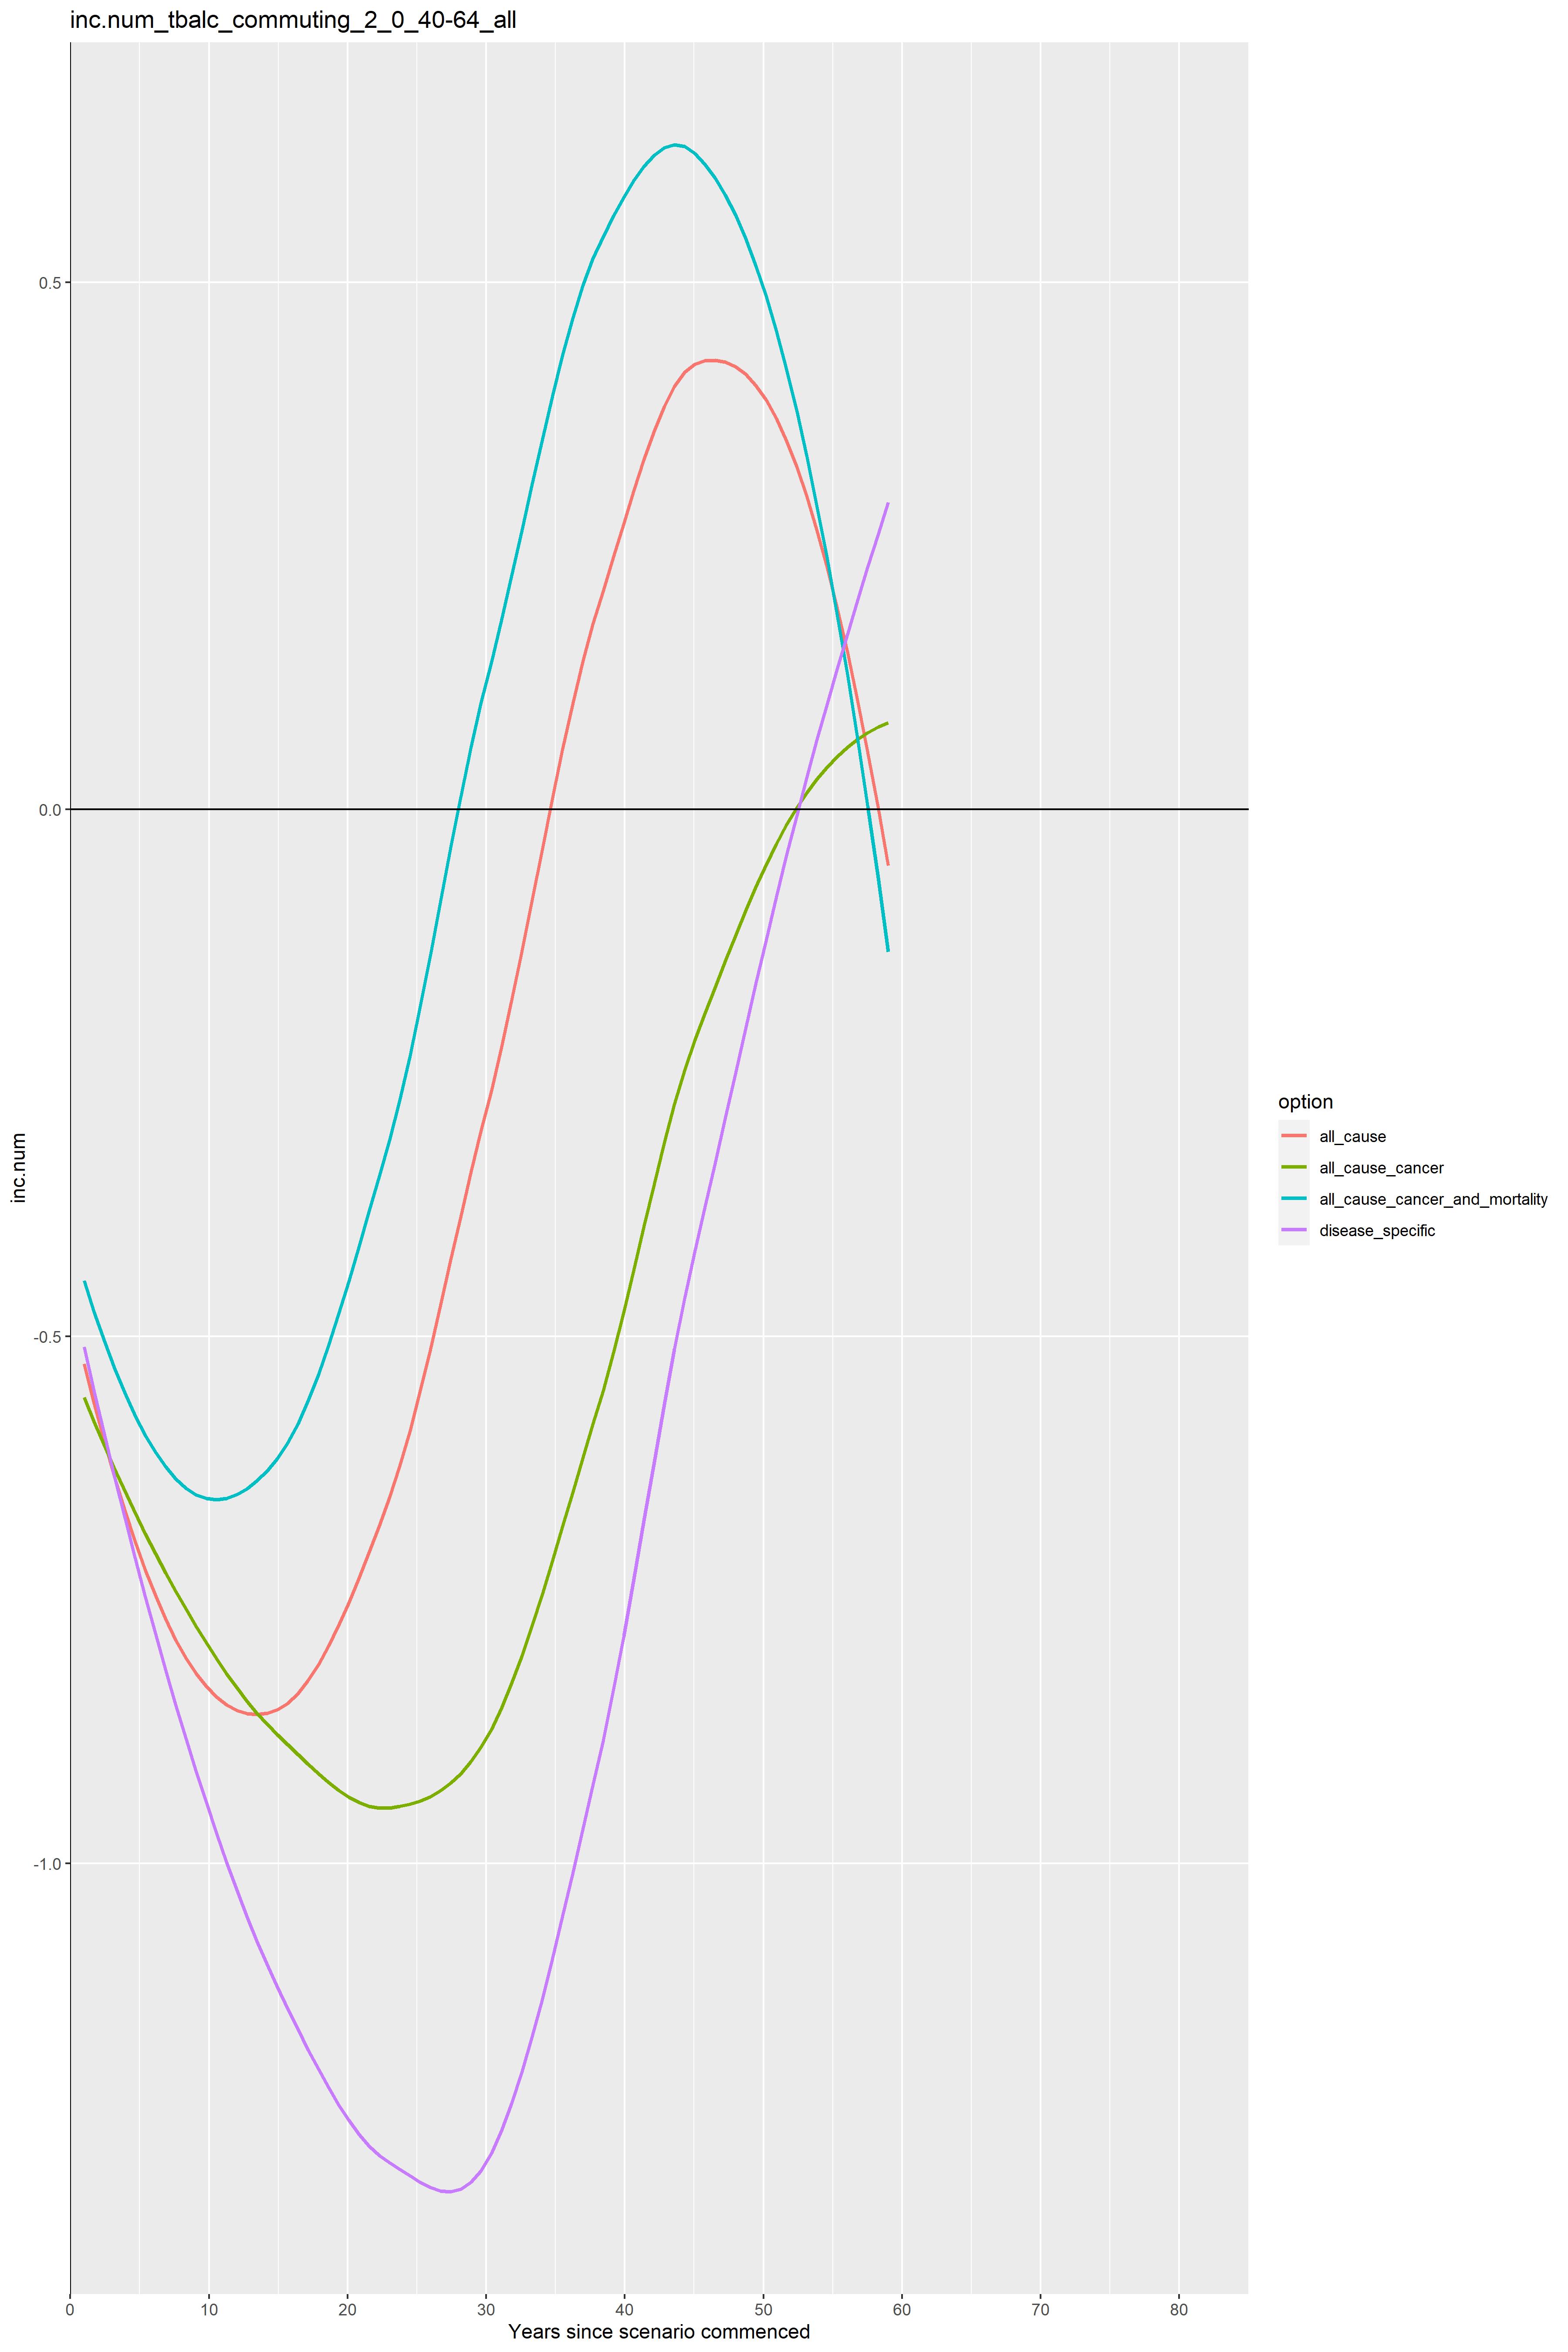 inc.num_tbalc_commuting_2_0_40-64_all
0.5
0.0
-0.5
-1.0
inc.num
0 10 20 30 40 50 60 70 80
Years since scenario commenced
option
all_cause
all_cause_cancer
all_cause_cancer_and_mortality
disease_specific